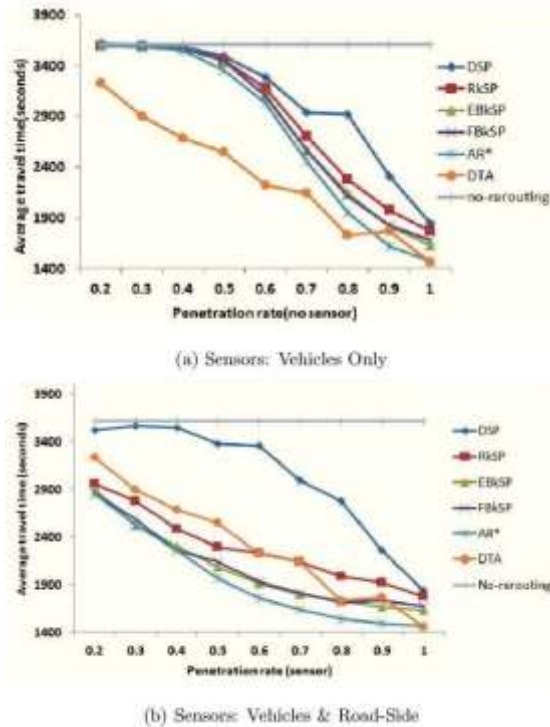 3900
3400
2900
2400
1900
1400
Average travel time(seconds)
0.2 0.3 0.4 0.5 0.6 0.7 0.8 0.9 1
Penetration rate(no sensor)
DSP
RkSP
EBkSP
FBkSP
AR*
DTA
no-rerouting
(a) Sensors: Vehicles Only
3900
3400
2900
2400
1900
1400
Average travel time (seconds)
0.2 0.3 0.4 0.5 0.6 0.7 0.8 0.9 1
Penetration rate (sensor)
DSP
RkSP
EBkSP
FBkSP
AR*
DTA
No-rerouting
(b) Sensors: Vehicles & Road-Side